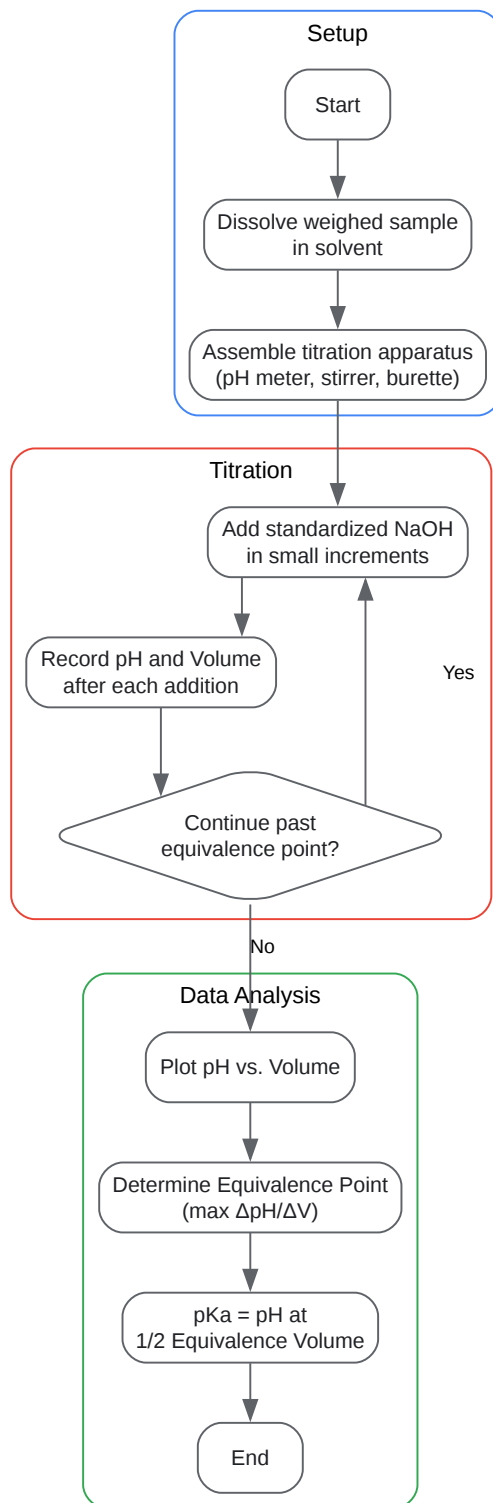 Setup
Start
Dissolve weighed sample
in solvent
Assemble titration apparatus
(pH meter, stirrer, burette)
Titration
Add standardized NaOH
in small increments
Record pH and Volume
after each addition
Yes
Continue past
equivalence point?
No
Data Analysis
Plot pH vs. Volume
Determine Equivalence Point
(max ΔpH/ΔV)
pKa = pH at
1/2 Equivalence Volume
End